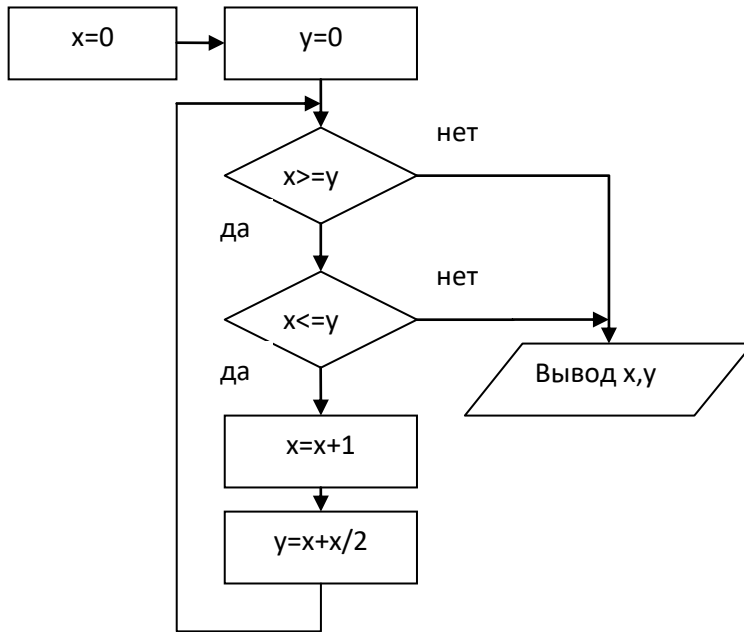 x=0
y=0
нет
x>=y
да
нет
x<=y
да
Вывод x,y
x=x+1
y=x+x/2